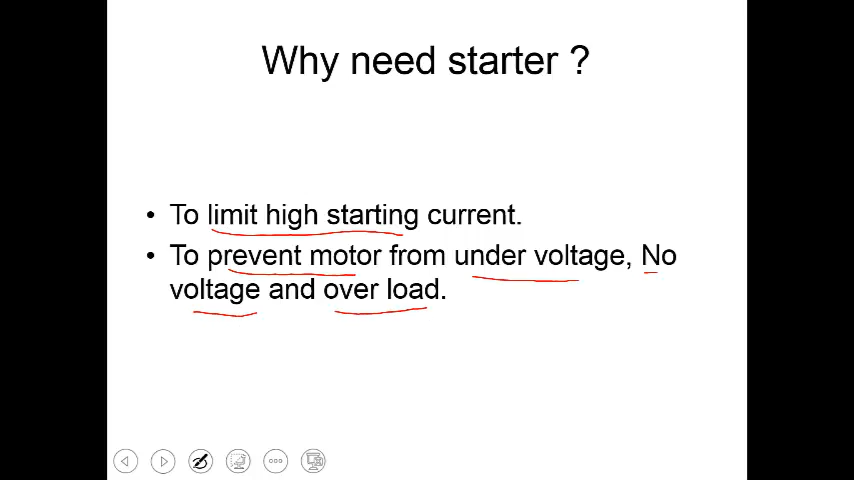 Why need starter ?
• To limit high starting current.
• To prevent motor from under voltage, No
voltage and over load.